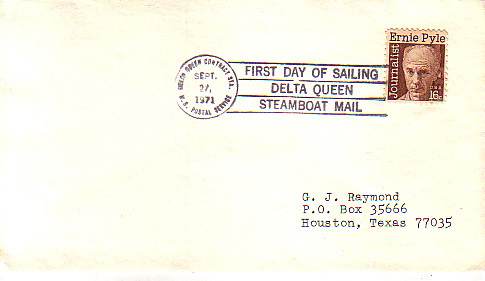 DELTA QUEEN CONTRACT STA.
SEPT.
27,
1971
U.S. POSTAL SERVICE
FIRST DAY OF SAILING
DELTA QUEEN
STEAMBOAT MAIL
Ernie Pyle
Journalist
USA
16c
G. J. Raymond
P.O. Box 35666
Houston, Texas 77035